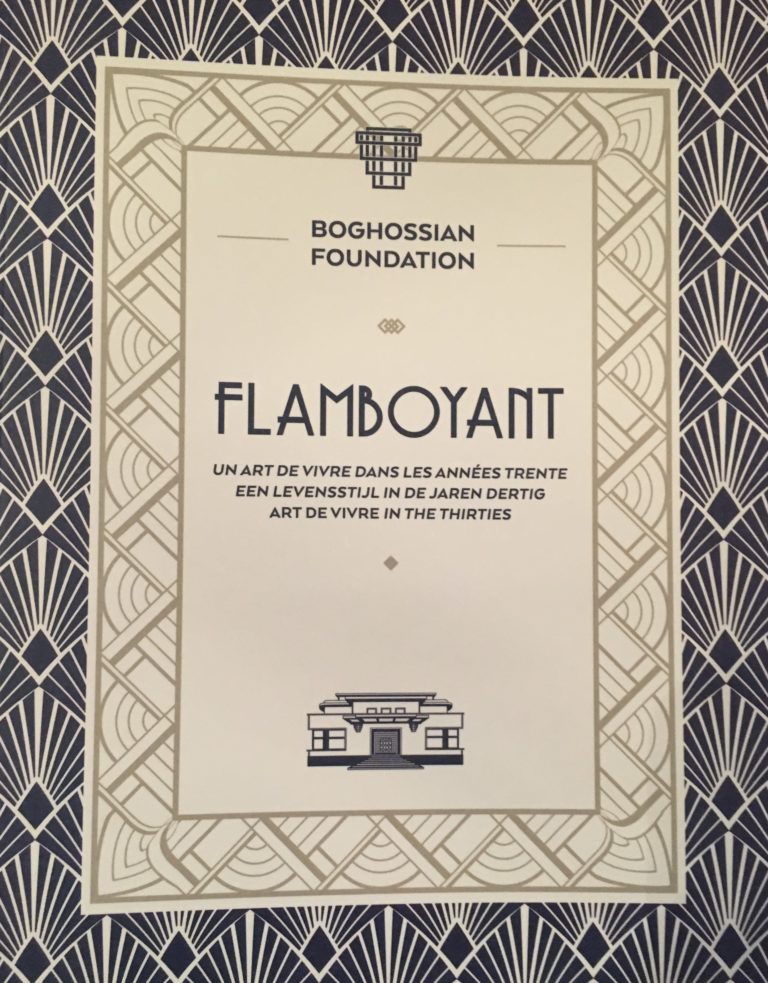 BOGHOSSIAN
FOUNDATION
FLAMBOYANT
UN ART DE VIVRE DANS LES ANNÉES TRENTE
EEN LEVENSSTIJL IN DE JAREN DERTIG
ART DE VIVRE IN THE THIRTIES